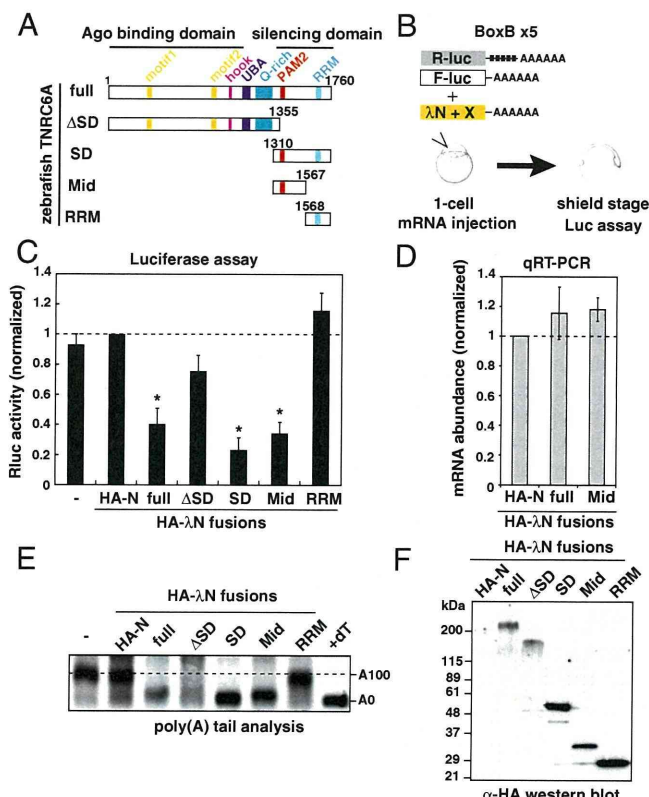 A
Ago binding domain
silencing domain
motif1
motif2
hook
UBA
Q-rich
PAM2
RRM
zebrafish TNRC6A
1
1760
full
ΔSD
1355
SD
1310
Mid
1567
RRM
1568
B
BoxB x5
R-luc
AAAAAA
F-luc
AAAAAA
+
λN + X
AAAAAA
1-cell
mRNA injection
shield stage
Luc assay
C
Luciferase assay
Rluc activity (normalized)
1.4
1.2
1
0.8
0.6
0.4
0.2
0
*
*
*
-
HA-N
full
ΔSD
SD
Mid
RRM
HA-λN fusions
D
qRT-PCR
mRNA abundance (normalized)
1.4
1.2
1
0.8
0.6
0.4
0.2
0
HA-N
full
Mid
HA-λN fusions
E
HA-λN fusions
-
HA-N
full
ΔSD
SD
Mid
RRM
+dT
A100
A0
poly(A) tail analysis
F
HA-λN fusions
HA-N
full
ΔSD
SD
Mid
RRM
kDa
200
115
89
61
48
37
29
21
α-HA western blot